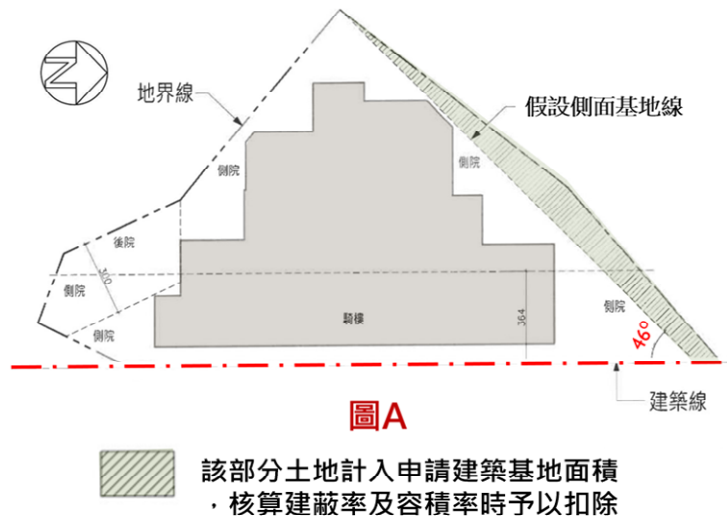 N
地界線
假設側面基地線
側院
側院
後院
300
側院
側院
騎樓
364
側院
46°
建築線
圖A
該部分土地計入申請建築基地面積
，核算建蔽率及容積率時予以扣除